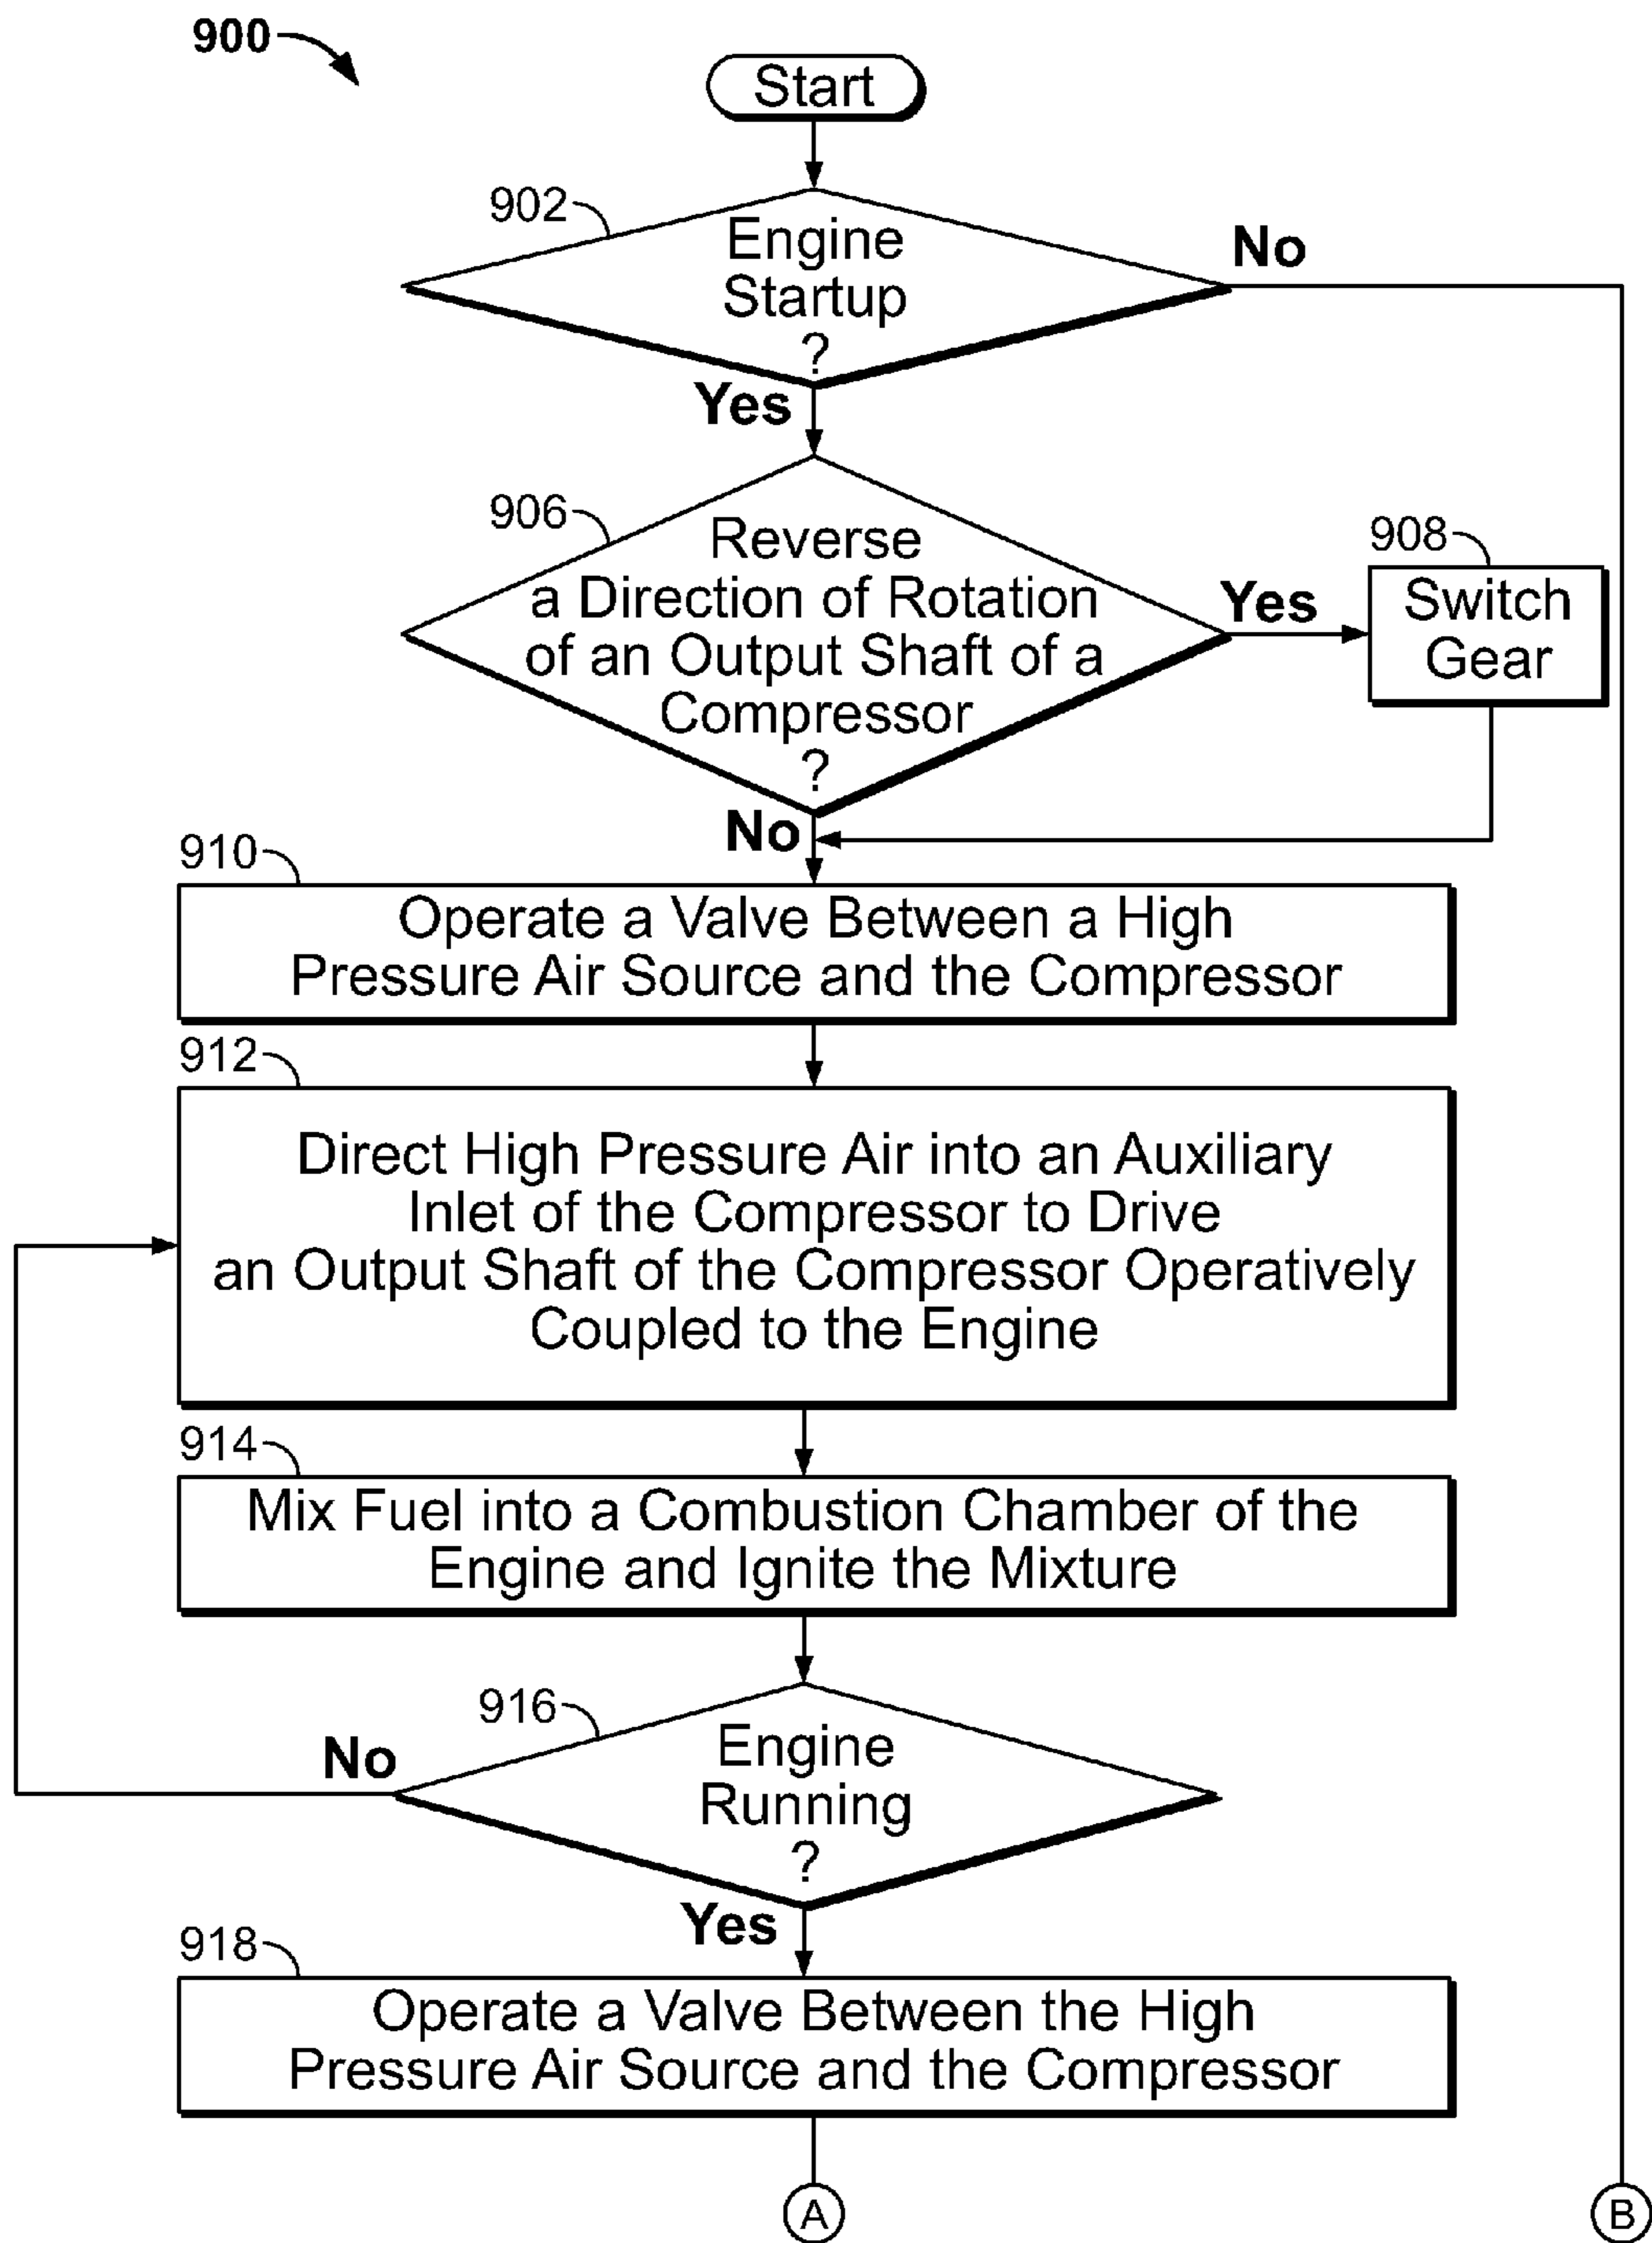 900
Start
902
Engine
Startup
?
No
Yes
906
Reverse
a Direction of Rotation
of an Output Shaft of a
Compressor
?
Yes
908
Switch
Gear
No
910
Operate a Valve Between a High
Pressure Air Source and the Compressor
912
Direct High Pressure Air into an Auxiliary
Inlet of the Compressor to Drive
an Output Shaft of the Compressor Operatively
Coupled to the Engine
914
Mix Fuel into a Combustion Chamber of the
Engine and Ignite the Mixture
916
Engine
Running
?
No
Yes
918
Operate a Valve Between the High
Pressure Air Source and the Compressor
A
B